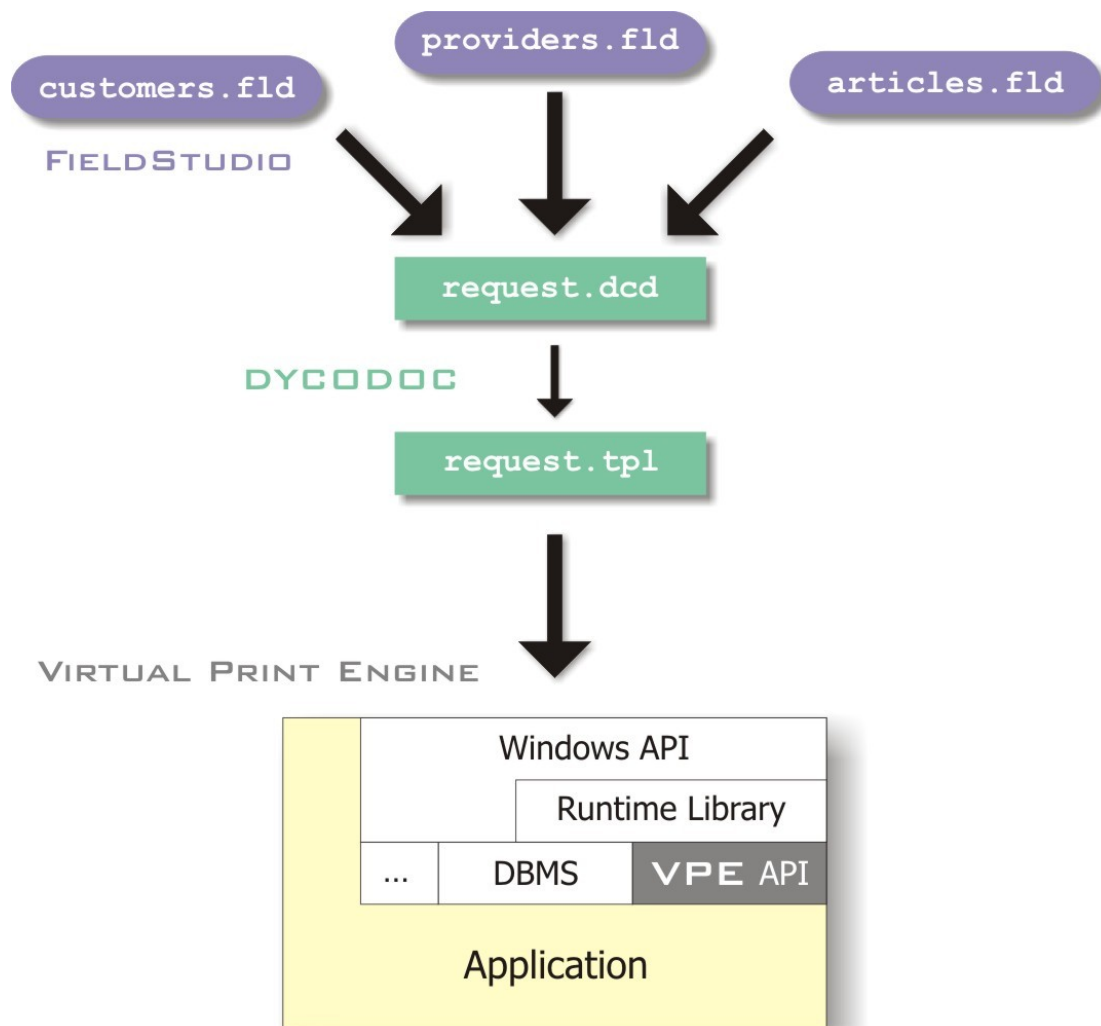 providers.fld
customers.fld
articles.fld
FIELDSTUDIO
request.dcd
DYCODOC
request.tpl
VIRTUAL PRINT ENGINE
Windows API
Runtime Library
... DBMS VPE API
Application